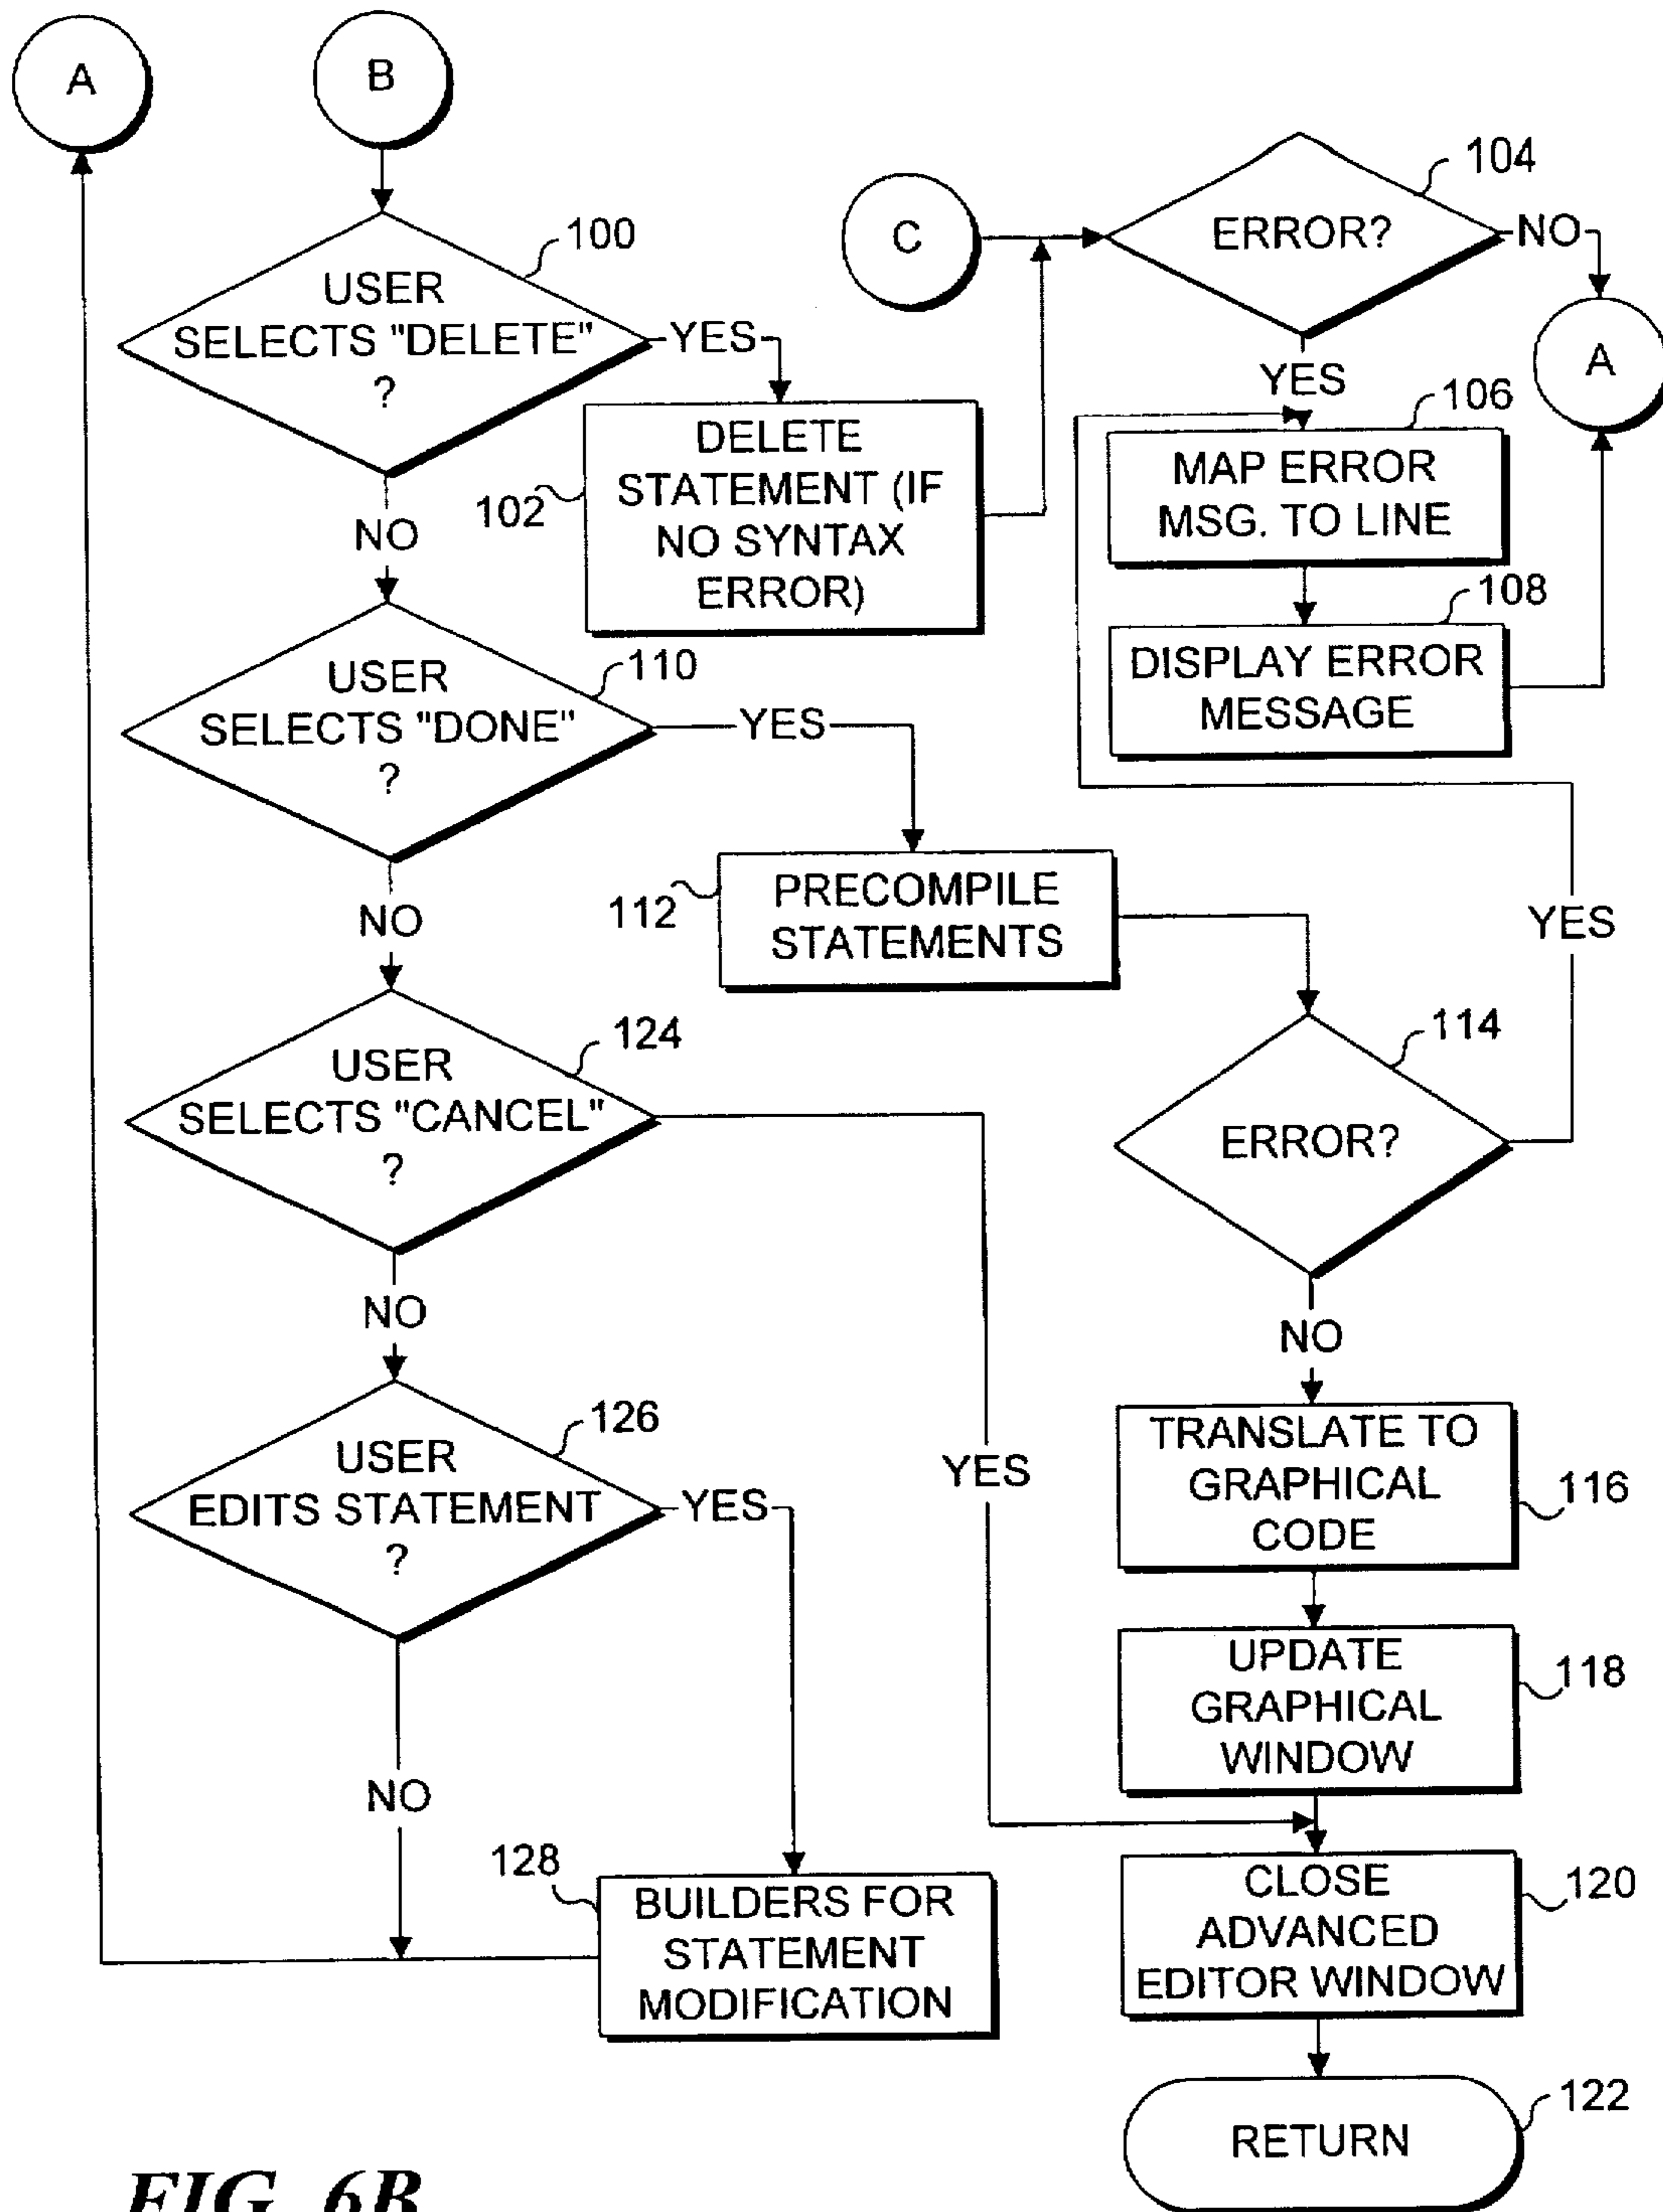 A
B
100
USER
SELECTS "DELETE"
?
YES
NO
102
DELETE
STATEMENT (IF
NO SYNTAX
ERROR)
C
104
ERROR?
NO
A
YES
106
MAP ERROR
MSG. TO LINE
108
DISPLAY ERROR
MESSAGE
110
USER
SELECTS "DONE"
?
YES
NO
112
PRECOMPILE
STATEMENTS
YES
114
ERROR?
NO
124
USER
SELECTS "CANCEL"
?
NO
YES
116
TRANSLATE TO
GRAPHICAL
CODE
118
UPDATE
GRAPHICAL
WINDOW
126
USER
EDITS STATEMENT
?
YES
NO
128
BUILDERS FOR
STATEMENT
MODIFICATION
120
CLOSE
ADVANCED
EDITOR WINDOW
122
RETURN
FIG. 6B